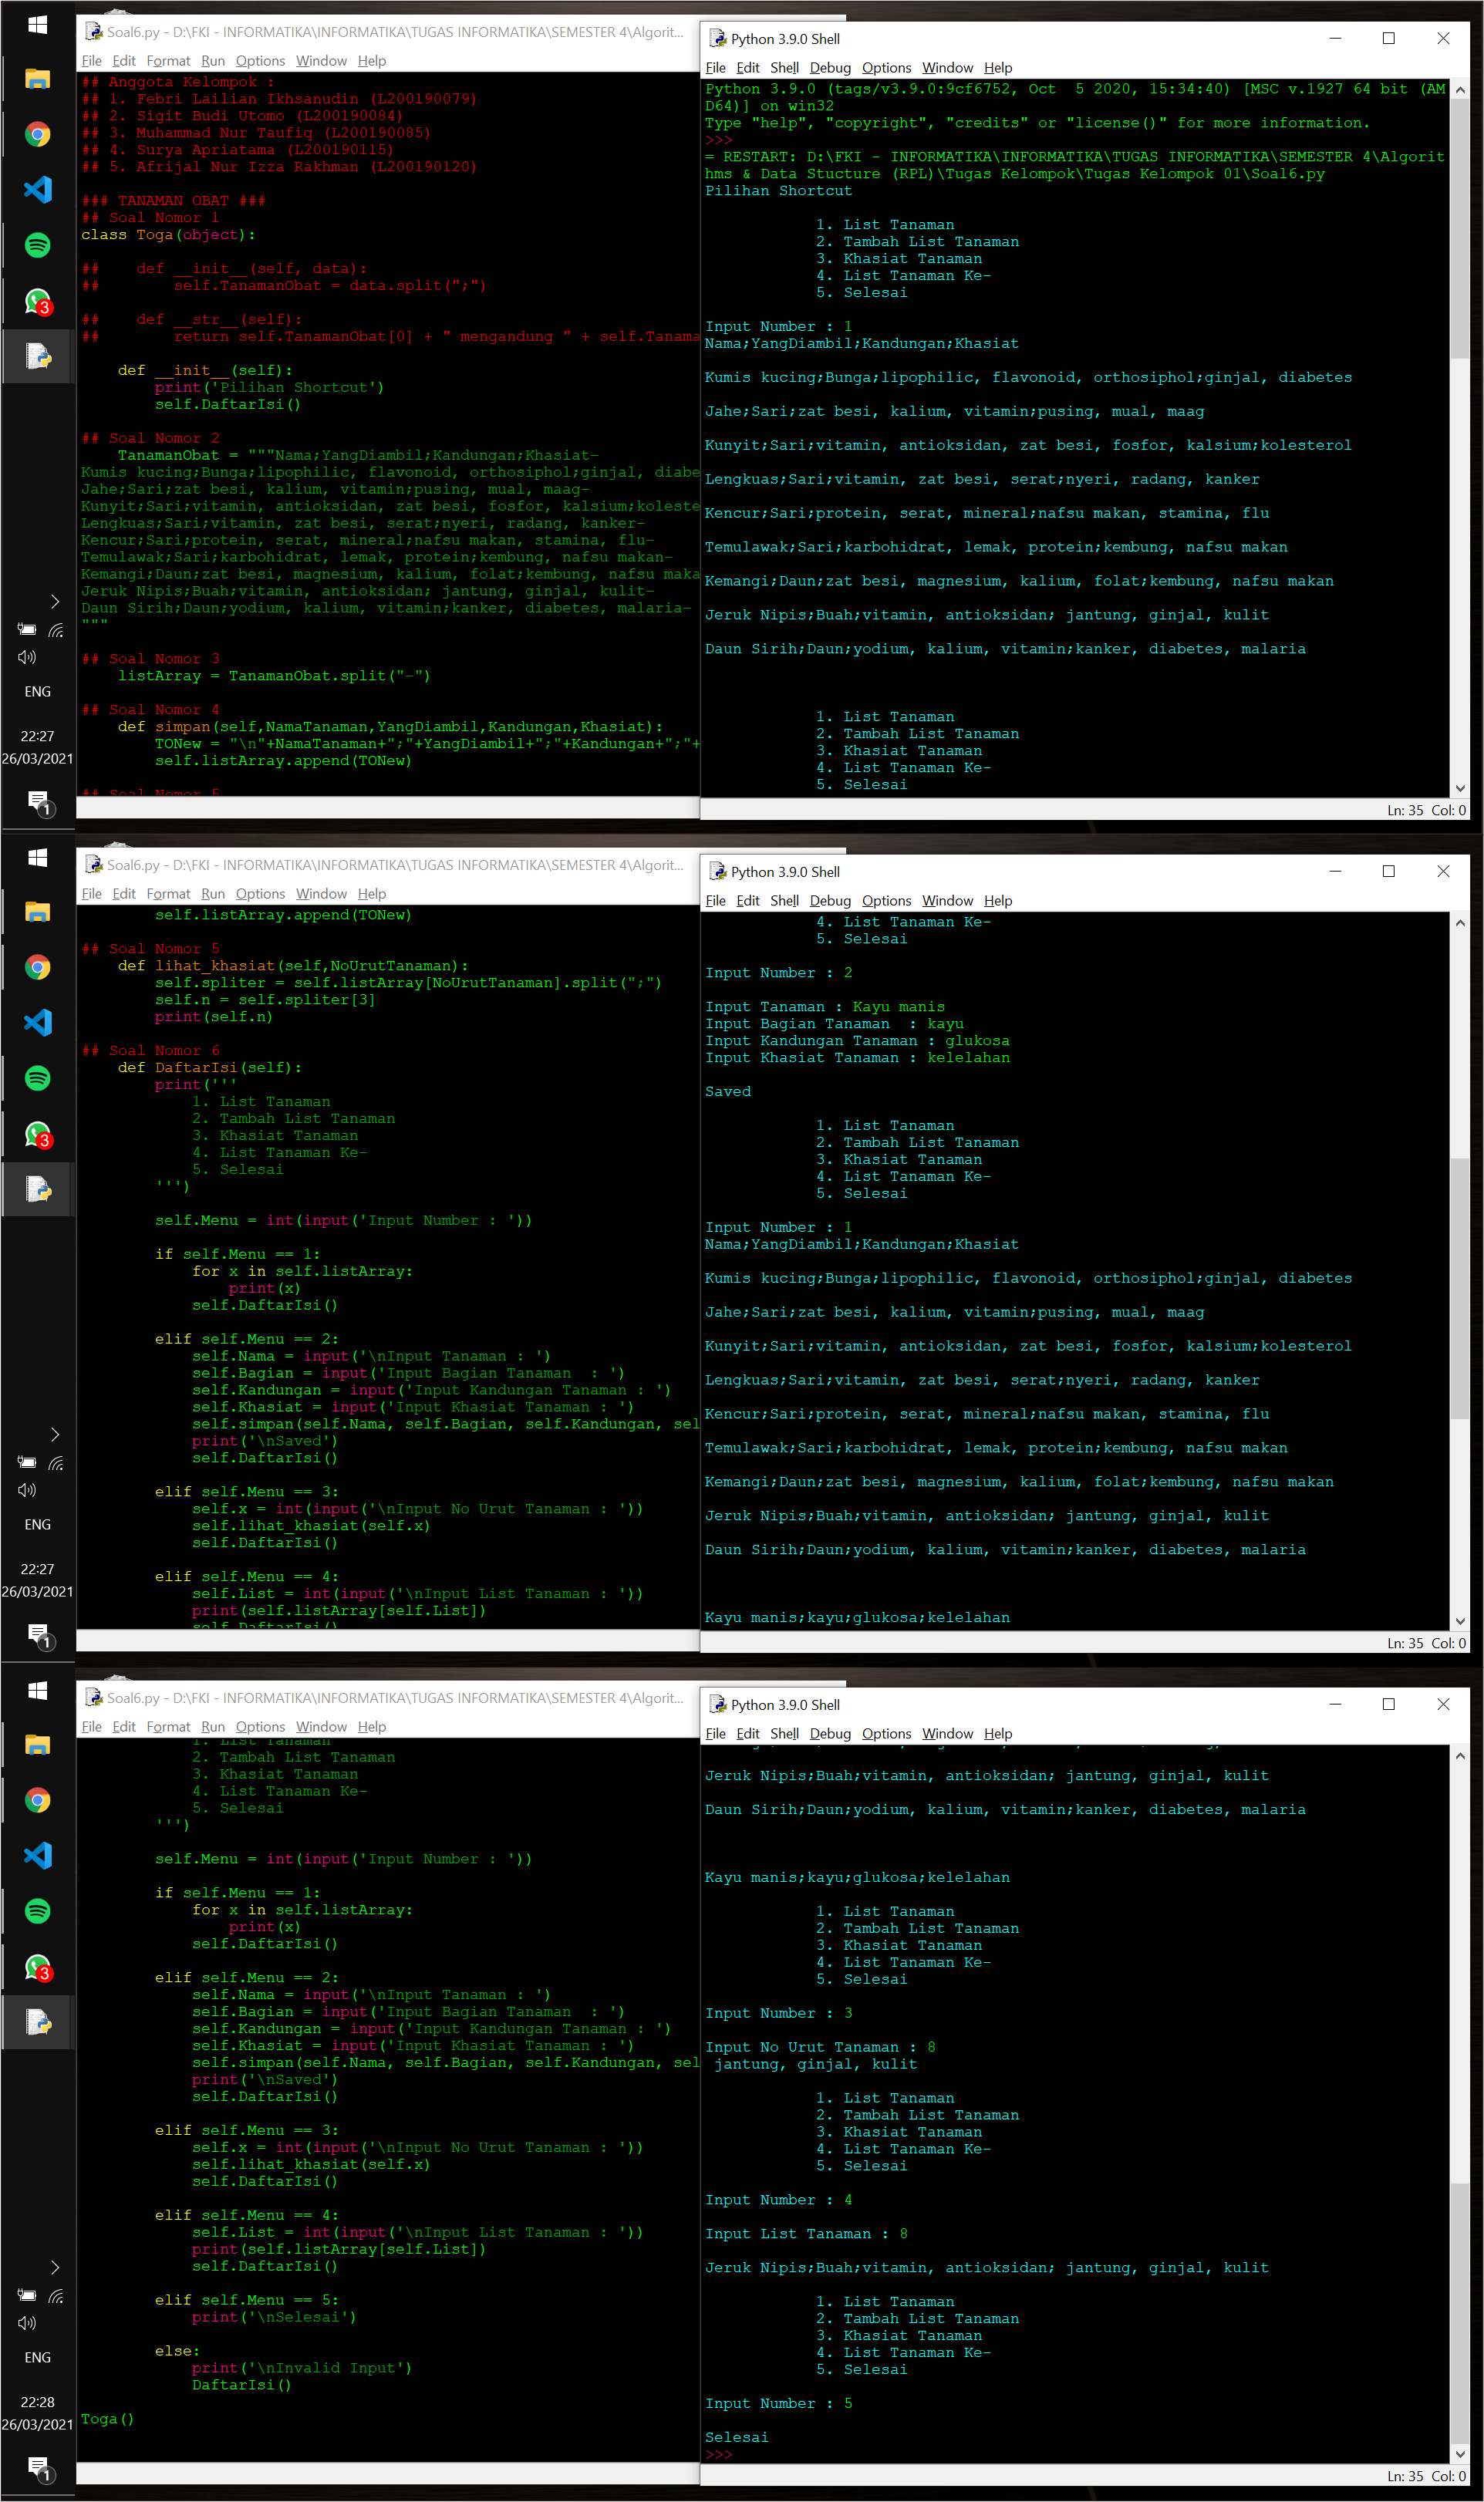 Soal6.py - D:\FKI - INFORMATIKA\INFORMATIKA\TUGAS INFORMATIKA\SEMESTER 4\Algorit...
File Edit Format Run Options Window Help
## Anggota Kelompok :
## 1. Febri Lailian Ikhsanudin (L200190079)
## 2. Sigit Budi Utomo (L200190084)
## 3. Muhammad Nur Taufiq (L200190085)
## 4. Surya Apriatama (L200190115)
## 5. Afrijal Nur Izza Rakhman (L200190120)
### TANAMAN OBAT ###
## Soal Nomor 1
class Toga(object):
##    def __init__(self, data):
##        self.TanamanObat = data.split(";")
##    def __str__(self):
##        return self.TanamanObat[0] + " mengandung " + self.Tanama
    def __init__(self):
        print('Pilihan Shortcut')
        self.DaftarIsi()
## Soal Nomor 2
    TanamanObat = """Nama;YangDiambil;Kandungan;Khasiat-
Kumis kucing;Bunga;lipophilic, flavonoid, orthosiphol;ginjal, diabe
Jahe;Sari;zat besi, kalium, vitamin;pusing, mual, maag-
Kunyit;Sari;vitamin, antioksidan, zat besi, fosfor, kalsium;koleste
Lengkuas;Sari;vitamin, zat besi, serat;nyeri, radang, kanker-
Kencur;Sari;protein, serat, mineral;nafsu makan, stamina, flu-
Temulawak;Sari;karbohidrat, lemak, protein;kembung, nafsu makan-
Kemangi;Daun;zat besi, magnesium, kalium, folat;kembung, nafsu maka
Jeruk Nipis;Buah;vitamin, antioksidan; jantung, ginjal, kulit-
Daun Sirih;Daun;yodium, kalium, vitamin;kanker, diabetes, malaria-
"""
## Soal Nomor 3
    listArray = TanamanObat.split("-")
## Soal Nomor 4
    def simpan(self,NamaTanaman,YangDiambil,Kandungan,Khasiat):
        TONew = "\n"+NamaTanaman+";"+YangDiambil+";"+Kandungan+";"+
        self.listArray.append(TONew)
## Soal Nomor 5
Python 3.9.0 Shell
File Edit Shell Debug Options Window Help
Python 3.9.0 (tags/v3.9.0:9cf6752, Oct  5 2020, 15:34:40) [MSC v.1927 64 bit (AM
D64)] on win32
Type "help", "copyright", "credits" or "license()" for more information.
>>>
= RESTART: D:\FKI - INFORMATIKA\INFORMATIKA\TUGAS INFORMATIKA\SEMESTER 4\Algorit
hms & Data Stucture (RPL)\Tugas Kelompok\Tugas Kelompok 01\Soal6.py
Pilihan Shortcut
            1. List Tanaman
            2. Tambah List Tanaman
            3. Khasiat Tanaman
            4. List Tanaman Ke-
            5. Selesai
Input Number : 1
Nama;YangDiambil;Kandungan;Khasiat
Kumis kucing;Bunga;lipophilic, flavonoid, orthosiphol;ginjal, diabetes
Jahe;Sari;zat besi, kalium, vitamin;pusing, mual, maag
Kunyit;Sari;vitamin, antioksidan, zat besi, fosfor, kalsium;kolesterol
Lengkuas;Sari;vitamin, zat besi, serat;nyeri, radang, kanker
Kencur;Sari;protein, serat, mineral;nafsu makan, stamina, flu
Temulawak;Sari;karbohidrat, lemak, protein;kembung, nafsu makan
Kemangi;Daun;zat besi, magnesium, kalium, folat;kembung, nafsu makan
Jeruk Nipis;Buah;vitamin, antioksidan; jantung, ginjal, kulit
Daun Sirih;Daun;yodium, kalium, vitamin;kanker, diabetes, malaria
            1. List Tanaman
            2. Tambah List Tanaman
            3. Khasiat Tanaman
            4. List Tanaman Ke-
            5. Selesai
Ln: 35 Col: 0
3
ENG
22:27
26/03/2021
1
Soal6.py - D:\FKI - INFORMATIKA\INFORMATIKA\TUGAS INFORMATIKA\SEMESTER 4\Algorit...
File Edit Format Run Options Window Help
        self.listArray.append(TONew)
## Soal Nomor 5
    def lihat_khasiat(self,NoUrutTanaman):
        self.spliter = self.listArray[NoUrutTanaman].split(";")
        self.n = self.spliter[3]
        print(self.n)
## Soal Nomor 6
    def DaftarIsi(self):
        print('''
            1. List Tanaman
            2. Tambah List Tanaman
            3. Khasiat Tanaman
            4. List Tanaman Ke-
            5. Selesai
        ''')
        self.Menu = int(input('Input Number : '))
        if self.Menu == 1:
            for x in self.listArray:
                print(x)
            self.DaftarIsi()
        elif self.Menu == 2:
            self.Nama = input('\nInput Tanaman : ')
            self.Bagian = input('Input Bagian Tanaman  : ')
            self.Kandungan = input('Input Kandungan Tanaman : ')
            self.Khasiat = input('Input Khasiat Tanaman : ')
            self.simpan(self.Nama, self.Bagian, self.Kandungan, sel
            print('\nSaved')
            self.DaftarIsi()
        elif self.Menu == 3:
            self.x = int(input('\nInput No Urut Tanaman : '))
            self.lihat_khasiat(self.x)
            self.DaftarIsi()
        elif self.Menu == 4:
            self.List = int(input('\nInput List Tanaman : '))
            print(self.listArray[self.List])
            self.DaftarIsi()
Python 3.9.0 Shell
File Edit Shell Debug Options Window Help
            4. List Tanaman Ke-
            5. Selesai
Input Number : 2
Input Tanaman : Kayu manis
Input Bagian Tanaman  : kayu
Input Kandungan Tanaman : glukosa
Input Khasiat Tanaman : kelelahan
Saved
            1. List Tanaman
            2. Tambah List Tanaman
            3. Khasiat Tanaman
            4. List Tanaman Ke-
            5. Selesai
Input Number : 1
Nama;YangDiambil;Kandungan;Khasiat
Kumis kucing;Bunga;lipophilic, flavonoid, orthosiphol;ginjal, diabetes
Jahe;Sari;zat besi, kalium, vitamin;pusing, mual, maag
Kunyit;Sari;vitamin, antioksidan, zat besi, fosfor, kalsium;kolesterol
Lengkuas;Sari;vitamin, zat besi, serat;nyeri, radang, kanker
Kencur;Sari;protein, serat, mineral;nafsu makan, stamina, flu
Temulawak;Sari;karbohidrat, lemak, protein;kembung, nafsu makan
Kemangi;Daun;zat besi, magnesium, kalium, folat;kembung, nafsu makan
Jeruk Nipis;Buah;vitamin, antioksidan; jantung, ginjal, kulit
Daun Sirih;Daun;yodium, kalium, vitamin;kanker, diabetes, malaria
Kayu manis;kayu;glukosa;kelelahan
Ln: 35 Col: 0
3
ENG
22:27
26/03/2021
1
Soal6.py - D:\FKI - INFORMATIKA\INFORMATIKA\TUGAS INFORMATIKA\SEMESTER 4\Algorit...
File Edit Format Run Options Window Help
            1. List Tanaman
            2. Tambah List Tanaman
            3. Khasiat Tanaman
            4. List Tanaman Ke-
            5. Selesai
        ''')
        self.Menu = int(input('Input Number : '))
        if self.Menu == 1:
            for x in self.listArray:
                print(x)
            self.DaftarIsi()
        elif self.Menu == 2:
            self.Nama = input('\nInput Tanaman : ')
            self.Bagian = input('Input Bagian Tanaman  : ')
            self.Kandungan = input('Input Kandungan Tanaman : ')
            self.Khasiat = input('Input Khasiat Tanaman : ')
            self.simpan(self.Nama, self.Bagian, self.Kandungan, sel
            print('\nSaved')
            self.DaftarIsi()
        elif self.Menu == 3:
            self.x = int(input('\nInput No Urut Tanaman : '))
            self.lihat_khasiat(self.x)
            self.DaftarIsi()
        elif self.Menu == 4:
            self.List = int(input('\nInput List Tanaman : '))
            print(self.listArray[self.List])
            self.DaftarIsi()
        elif self.Menu == 5:
            print('\nSelesai')
        else:
            print('\nInvalid Input')
            DaftarIsi()
Toga()
Python 3.9.0 Shell
File Edit Shell Debug Options Window Help
Jeruk Nipis;Buah;vitamin, antioksidan; jantung, ginjal, kulit
Daun Sirih;Daun;yodium, kalium, vitamin;kanker, diabetes, malaria
Kayu manis;kayu;glukosa;kelelahan
            1. List Tanaman
            2. Tambah List Tanaman
            3. Khasiat Tanaman
            4. List Tanaman Ke-
            5. Selesai
Input Number : 3
Input No Urut Tanaman : 8
 jantung, ginjal, kulit
            1. List Tanaman
            2. Tambah List Tanaman
            3. Khasiat Tanaman
            4. List Tanaman Ke-
            5. Selesai
Input Number : 4
Input List Tanaman : 8
Jeruk Nipis;Buah;vitamin, antioksidan; jantung, ginjal, kulit
            1. List Tanaman
            2. Tambah List Tanaman
            3. Khasiat Tanaman
            4. List Tanaman Ke-
            5. Selesai
Input Number : 5
Selesai
>>>
Ln: 35 Col: 0
3
ENG
22:28
26/03/2021
1